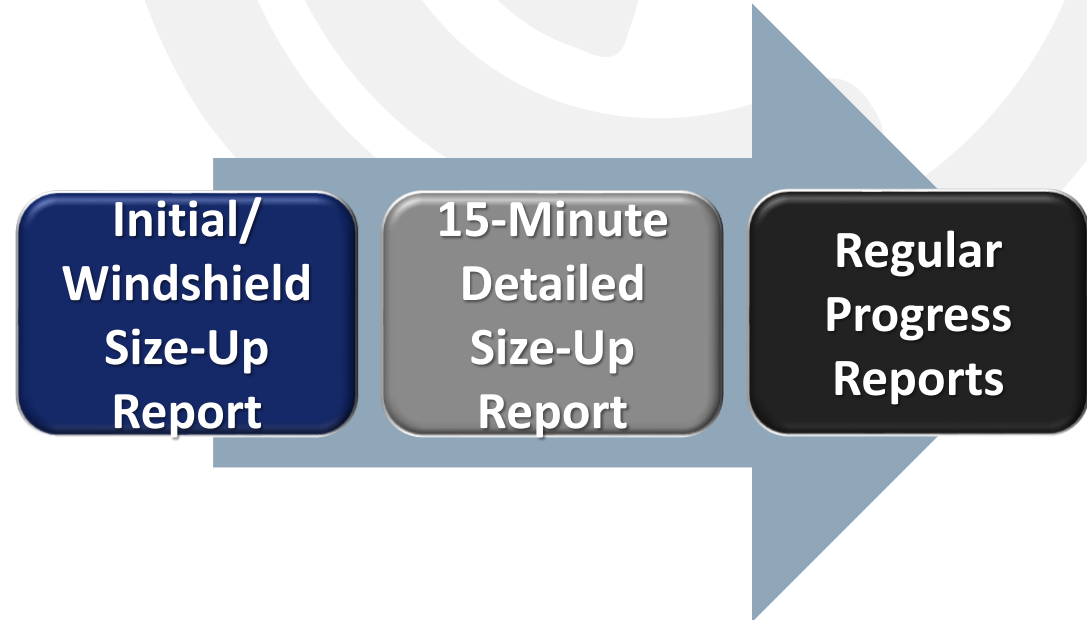 Initial/
Windshield
Size-Up
Report
15-Minute
Detailed
Size-Up
Report
Regular
Progress
Reports